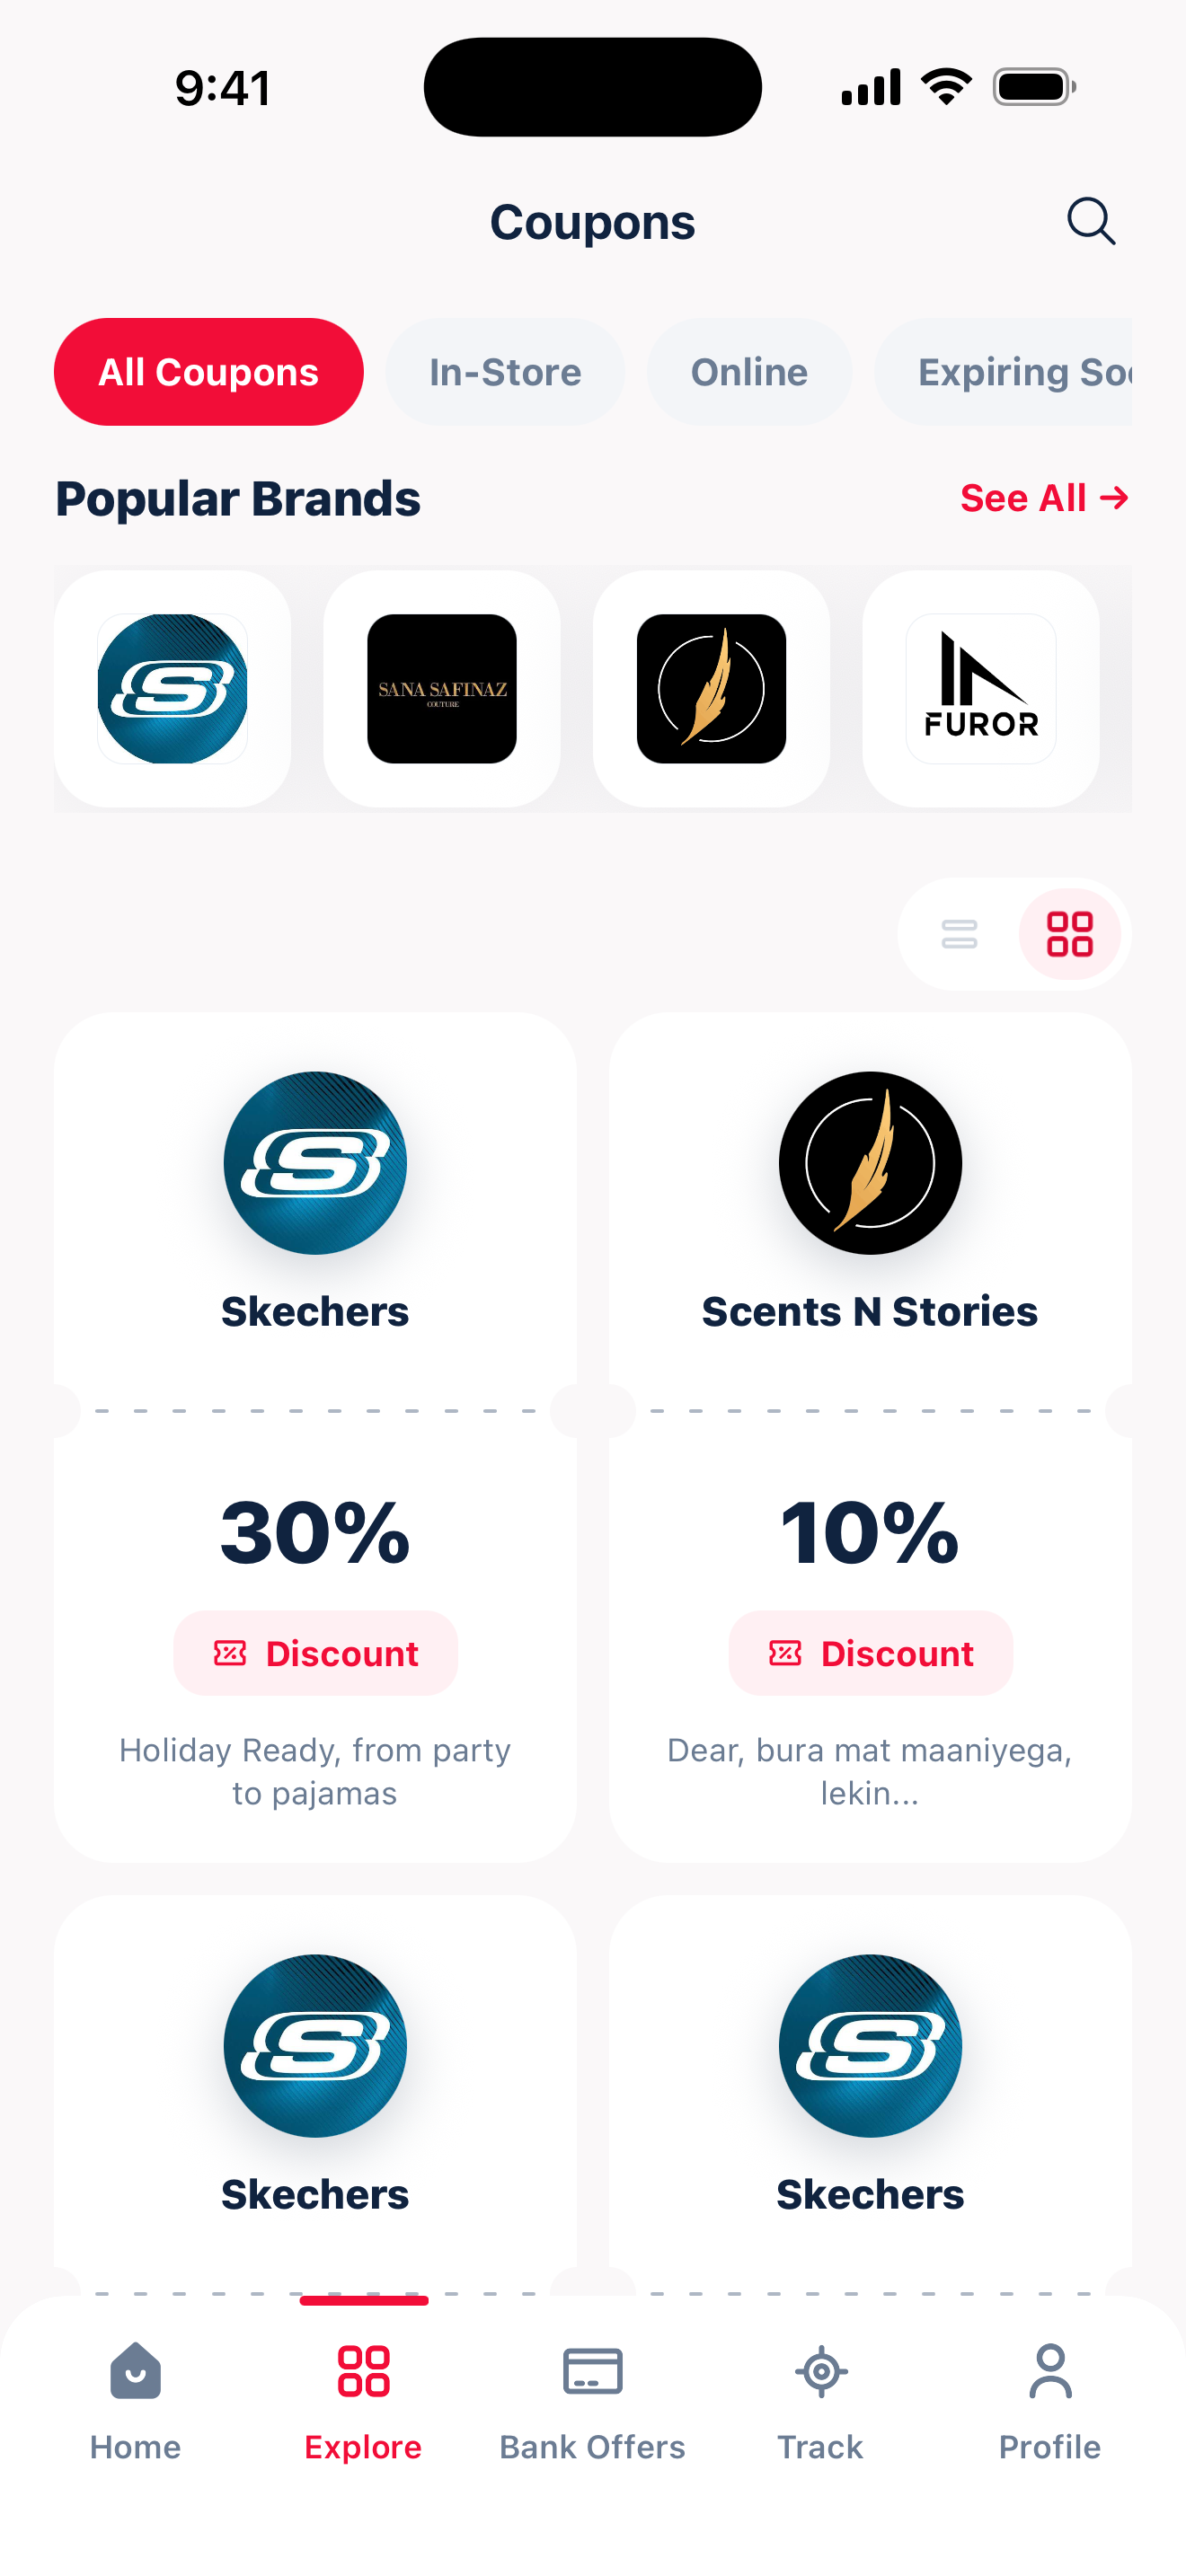 9:41
Coupons
All Coupons
In-Store
Online
Expiring Soo
Popular Brands
See All
SANA SAFINAZ
COUTURE
FUROR
Skechers
Scents N Stories
30%
10%
Discount
Discount
Holiday Ready, from party
to pajamas
Dear, bura mat maaniyega,
lekin...
Skechers
Skechers
Home
Explore
Bank Offers
Track
Profile